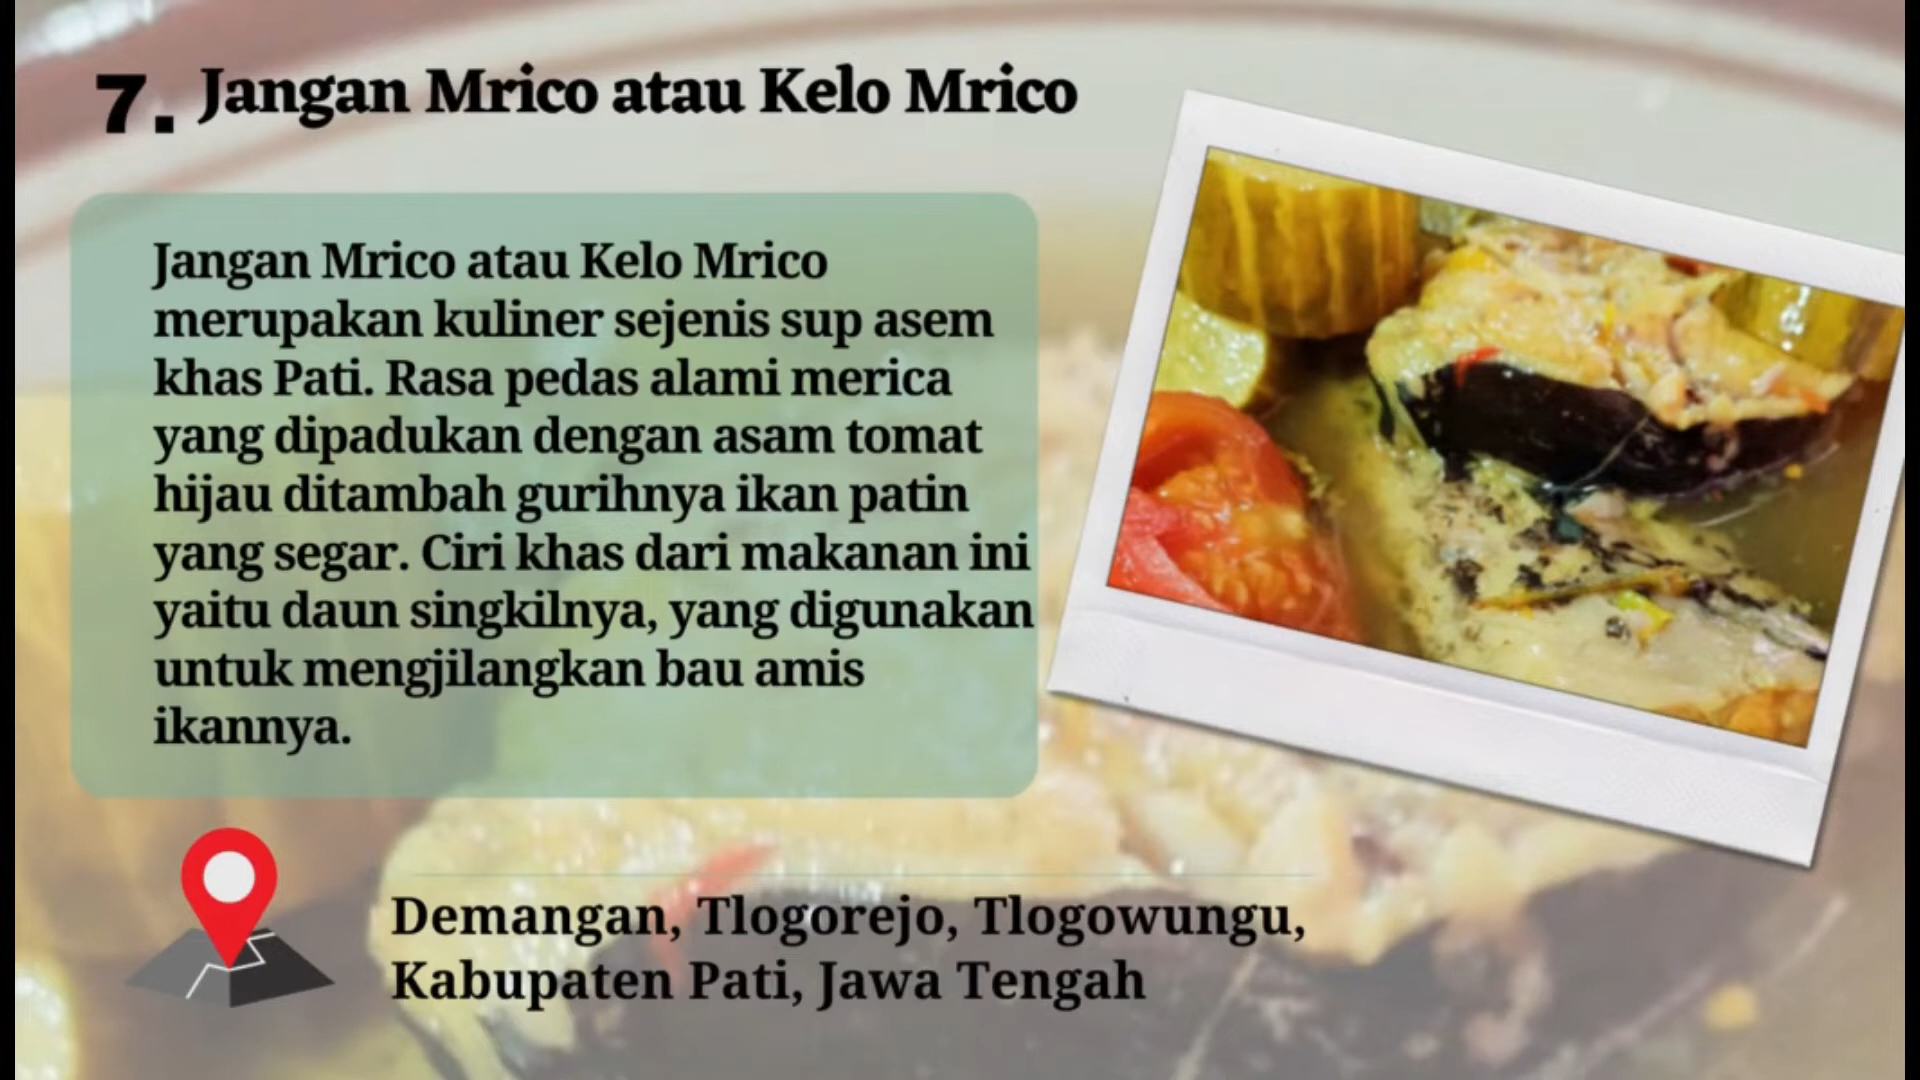 7. Jangan Mrico atau Kelo Mrico
Jangan Mrico atau Kelo Mrico
merupakan kuliner sejenis sup asem
khas Pati. Rasa pedas alami merica
yang dipadukan dengan asam tomat
hijau ditambah gurihnya ikan patin
yang segar. Ciri khas dari makanan ini
yaitu daun singkilnya, yang digunakan
untuk mengjilangkan bau amis
ikannya.
Demangan, Tlogorejo, Tlogowungu,
Kabupaten Pati, Jawa Tengah